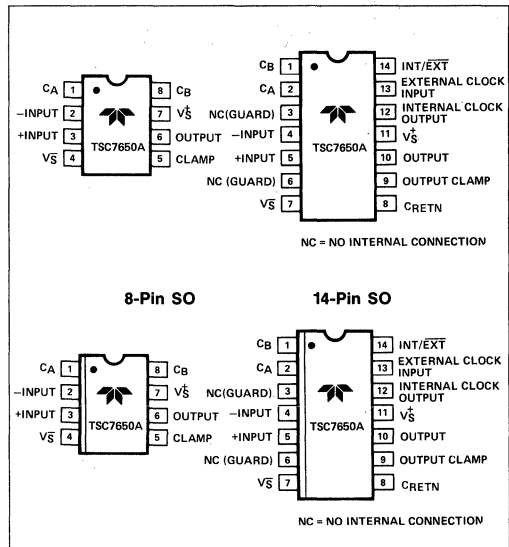 CA 1
8 CB
−INPUT 2
7 VS+
+INPUT 3
6 OUTPUT
VS− 4
5 CLAMP
TSC7650A
CB 1
14 INT/EXT
CA 2
13 EXTERNAL CLOCK INPUT
NC(GUARD) 3
12 INTERNAL CLOCK OUTPUT
−INPUT 4
11 VS+
+INPUT 5
10 OUTPUT
NC (GUARD) 6
9 OUTPUT CLAMP
VS− 7
8 CRETN
TSC7650A
NC = NO INTERNAL CONNECTION
8-Pin SO
14-Pin SO
CA 1
8 CB
−INPUT 2
7 VS+
+INPUT 3
6 OUTPUT
VS− 4
5 CLAMP
TSC7650A
CB 1
14 INT/EXT
CA 2
13 EXTERNAL CLOCK INPUT
NC(GUARD) 3
12 INTERNAL CLOCK OUTPUT
−INPUT 4
11 VS+
+INPUT 5
10 OUTPUT
NC (GUARD) 6
9 OUTPUT CLAMP
VS− 7
8 CRETN
TSC7650A
NC = NO INTERNAL CONNECTION